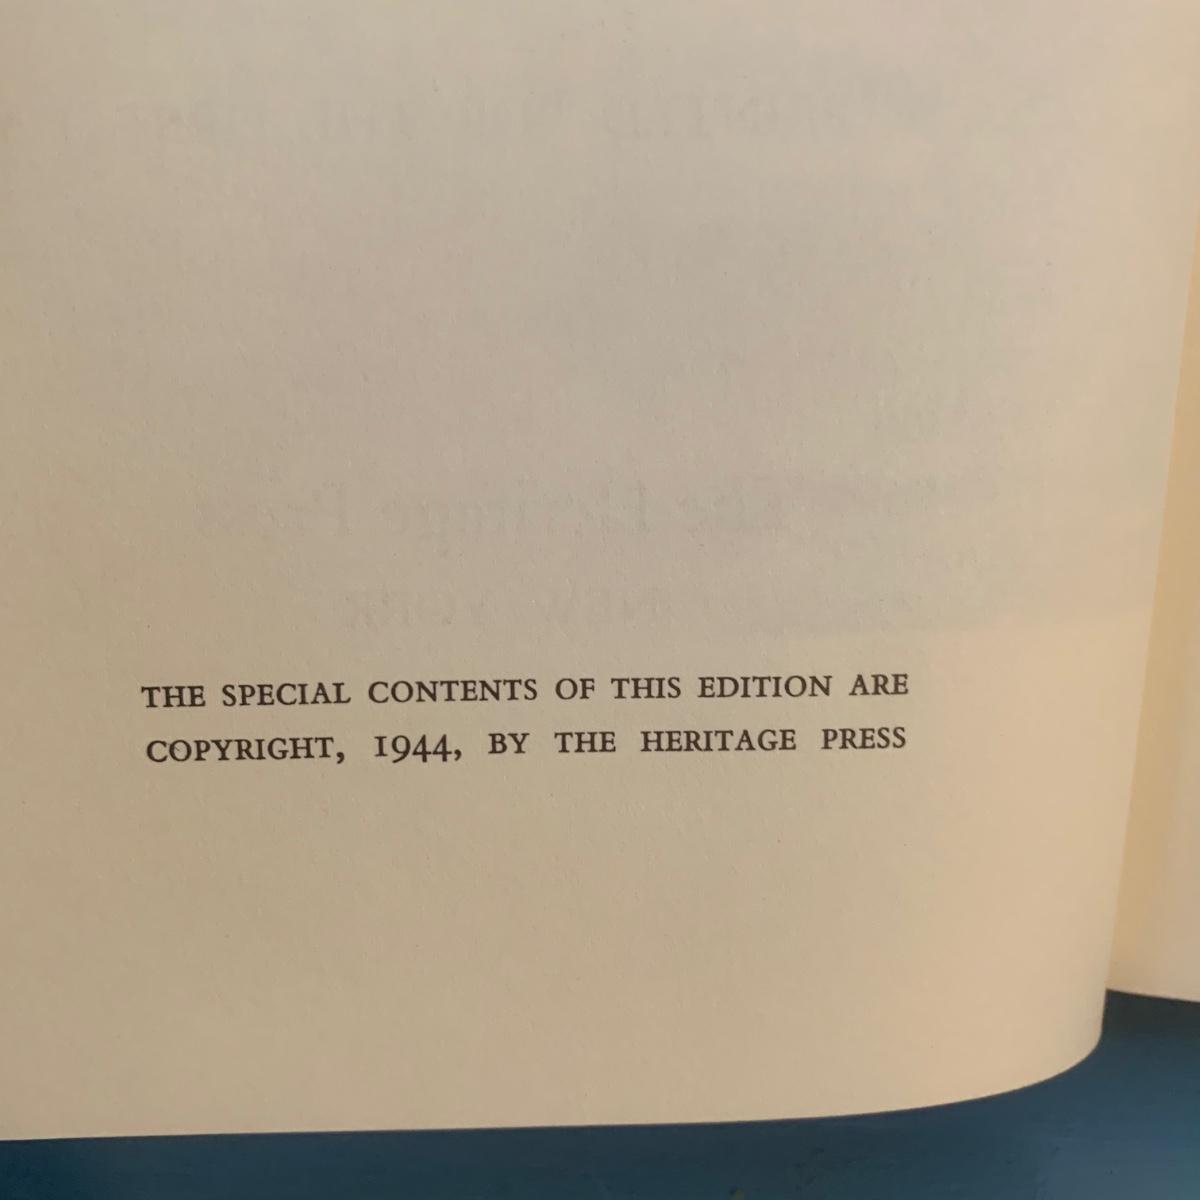 THE SPECIAL CONTENTS OF THIS EDITION ARE
COPYRIGHT, 1944, BY THE HERITAGE PRESS